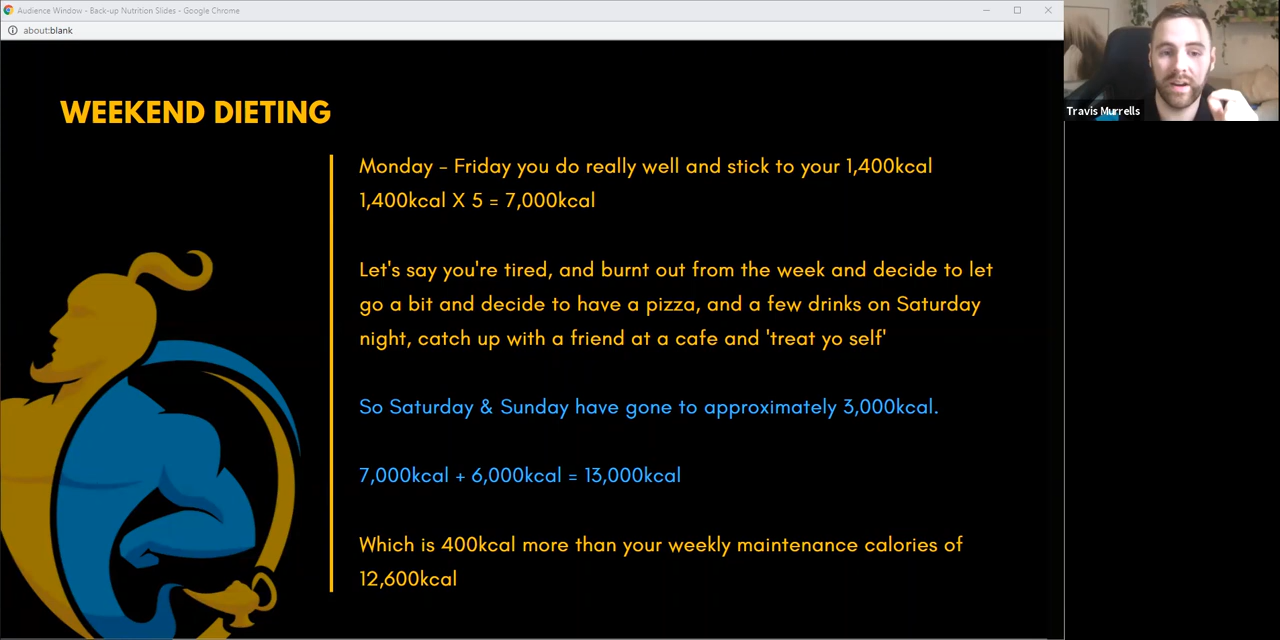 Audience Window - Back-up Nutrition Slides - Google Chrome
about:blank
WEEKEND DIETING
Monday - Friday you do really well and stick to your 1,400kcal
1,400kcal X 5 = 7,000kcal
Let's say you're tired, and burnt out from the week and decide to let
go a bit and decide to have a pizza, and a few drinks on Saturday
night, catch up with a friend at a cafe and 'treat yo self'
So Saturday & Sunday have gone to approximately 3,000kcal.
7,000kcal + 6,000kcal = 13,000kcal
Which is 400kcal more than your weekly maintenance calories of
12,600kcal
Travis Murrells